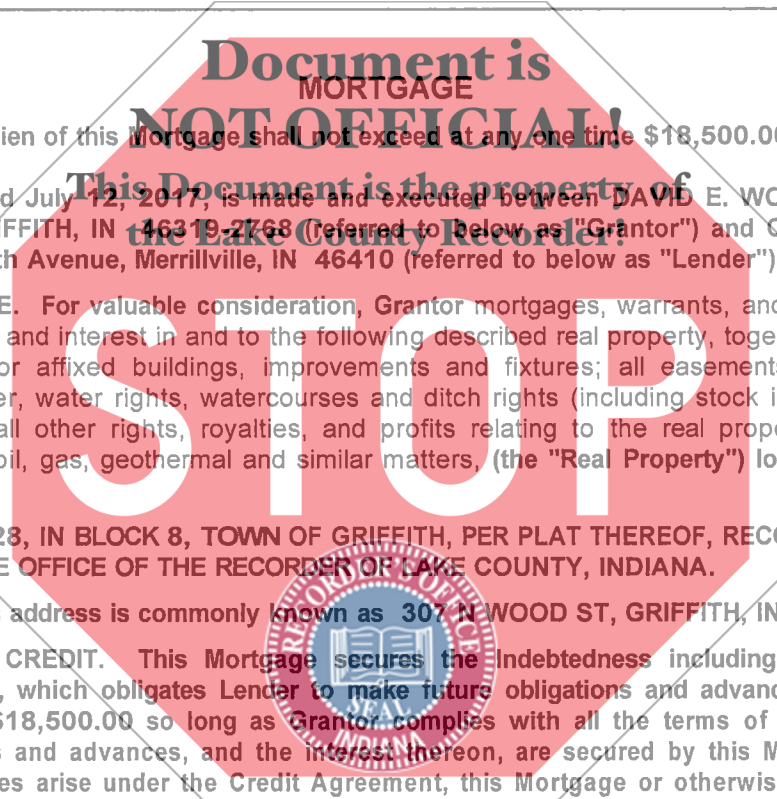 Document is
MORTGAGE
NOT OFFICIAL!
lien of this Mortgage shall not exceed at any one time $18,500.00
This Document is the property of
d July 12, 2017, is made and executed between DAVID E. WO
the Lake County Recorder!
FFITH, IN 46319-2768 (referred to below as "Grantor") and
th Avenue, Merrillville, IN 46410 (referred to below as "Lender")
E. For valuable consideration, Grantor mortgages, warrants, and
and interest in and to the following described real property, toge
or affixed buildings, improvements and fixtures; all easements
er, water rights, watercourses and ditch rights (including stock i
all other rights, royalties, and profits relating to the real prope
oil, gas, geothermal and similar matters, (the "Real Property") lo
STOP
28, IN BLOCK 8, TOWN OF GRIFFITH, PER PLAT THEREOF, RECO
E OFFICE OF THE RECORDER OF LAKE COUNTY, INDIANA.
address is commonly known as 307 N WOOD ST, GRIFFITH, IN
CREDIT. This Mortgage secures the Indebtedness including
, which obligates Lender to make future obligations and advanc
$18,500.00 so long as Grantor complies with all the terms of
and advances, and the interest thereon, are secured by this M
es arise under the Credit Agreement, this Mortgage or otherwis
RECORDER'S OFFICE
SEAL
INDIANA